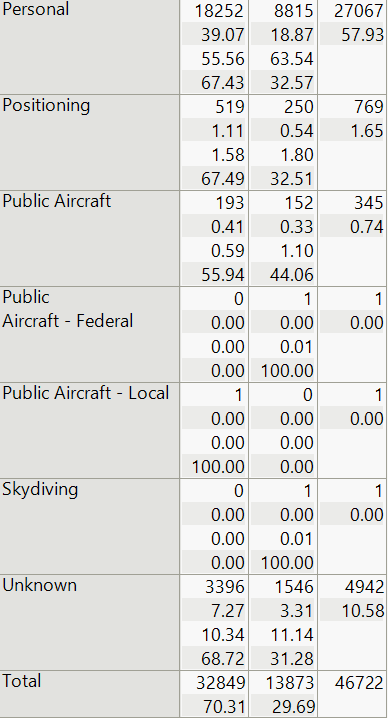 Personal 18252 8815 27067
39.07 18.87 57.93
55.56 63.54
67.43 32.57
Positioning 519 250 769
1.11 0.54 1.65
1.58 1.80
67.49 32.51
Public Aircraft 193 152 345
0.41 0.33 0.74
0.59 1.10
55.94 44.06
Public 0 1 1
Aircraft - Federal 0.00 0.00 0.00
0.00 0.01
0.00 100.00
Public Aircraft - Local 1 0 1
0.00 0.00 0.00
0.00 0.00
100.00 0.00
Skydiving 0 1 1
0.00 0.00 0.00
0.00 0.01
0.00 100.00
Unknown 3396 1546 4942
7.27 3.31 10.58
10.34 11.14
68.72 31.28
Total 32849 13873 46722
70.31 29.69